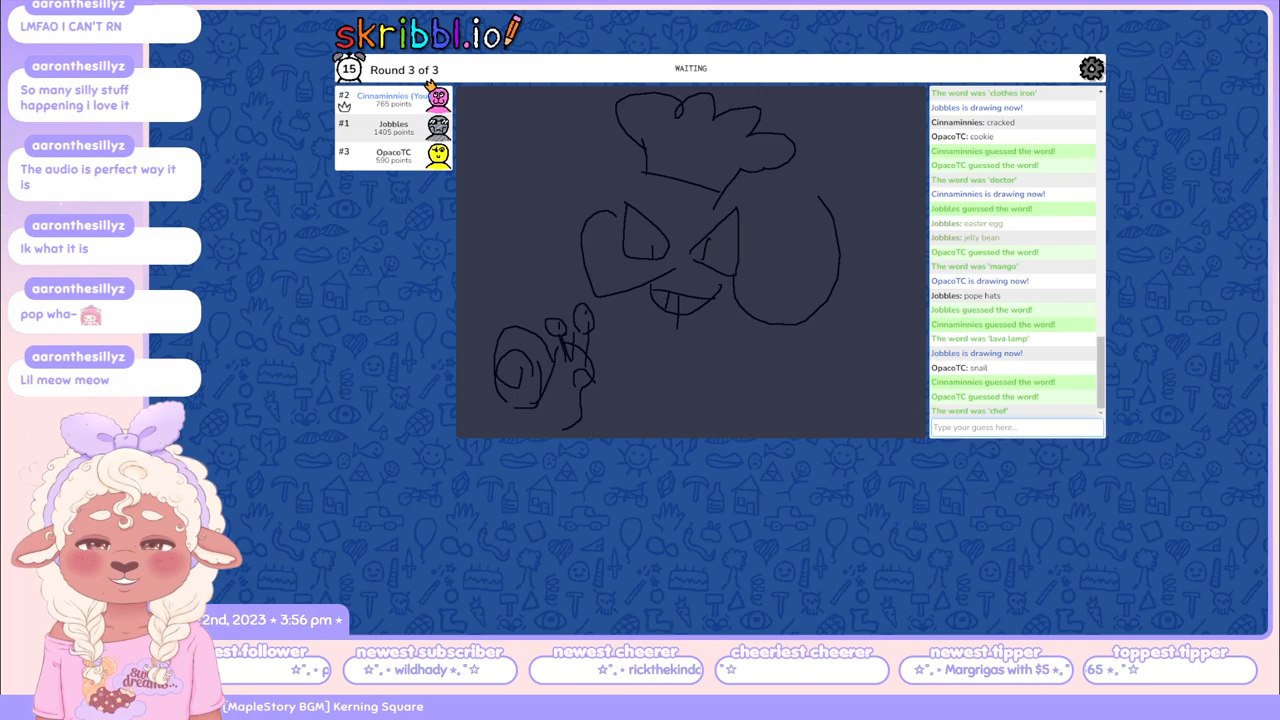 aaronthesillyz
LMFAO I CAN'T RN
aaronthesillyz
So many silly stuff
happening i love it
aaronthesillyz
The audio is perfect way it
is
aaronthesillyz
Ik what it is
aaronthesillyz
pop wha-
aaronthesillyz
Lil meow meow
skribbl.io
15
Round 3 of 3
WAITING
#2
Cinnaminnies (You
765 points
#1
Jobbles
1405 points
#3
OpacoTC
590 points
The word was 'clothes iron'
Jobbles is drawing now!
Cinnaminnies: cracked
OpacoTC: cookie
Cinnaminnies guessed the word!
OpacoTC guessed the word!
The word was 'doctor'
Cinnaminnies is drawing now!
Jobbles guessed the word!
Jobbles: easter egg
Jobbles: jelly bean
OpacoTC guessed the word!
The word was 'mango'
OpacoTC is drawing now!
Jobbles: pope hats
Jobbles guessed the word!
Cinnaminnies guessed the word!
The word was 'lava lamp'
Jobbles is drawing now!
OpacoTC: snail
Cinnaminnies guessed the word!
OpacoTC guessed the word!
The word was 'chef'
Type your guess here...
2nd, 2023 ⋆ 3:56 pm ⋆
est follower
newest subscriber
wildhady
newest cheerer
rickthekindc
cheeriest cheerer
newest tipper
Margrigas with $5
toppest tipper
65
sweet
dreams...
[MapleStory BGM] Kerning Square